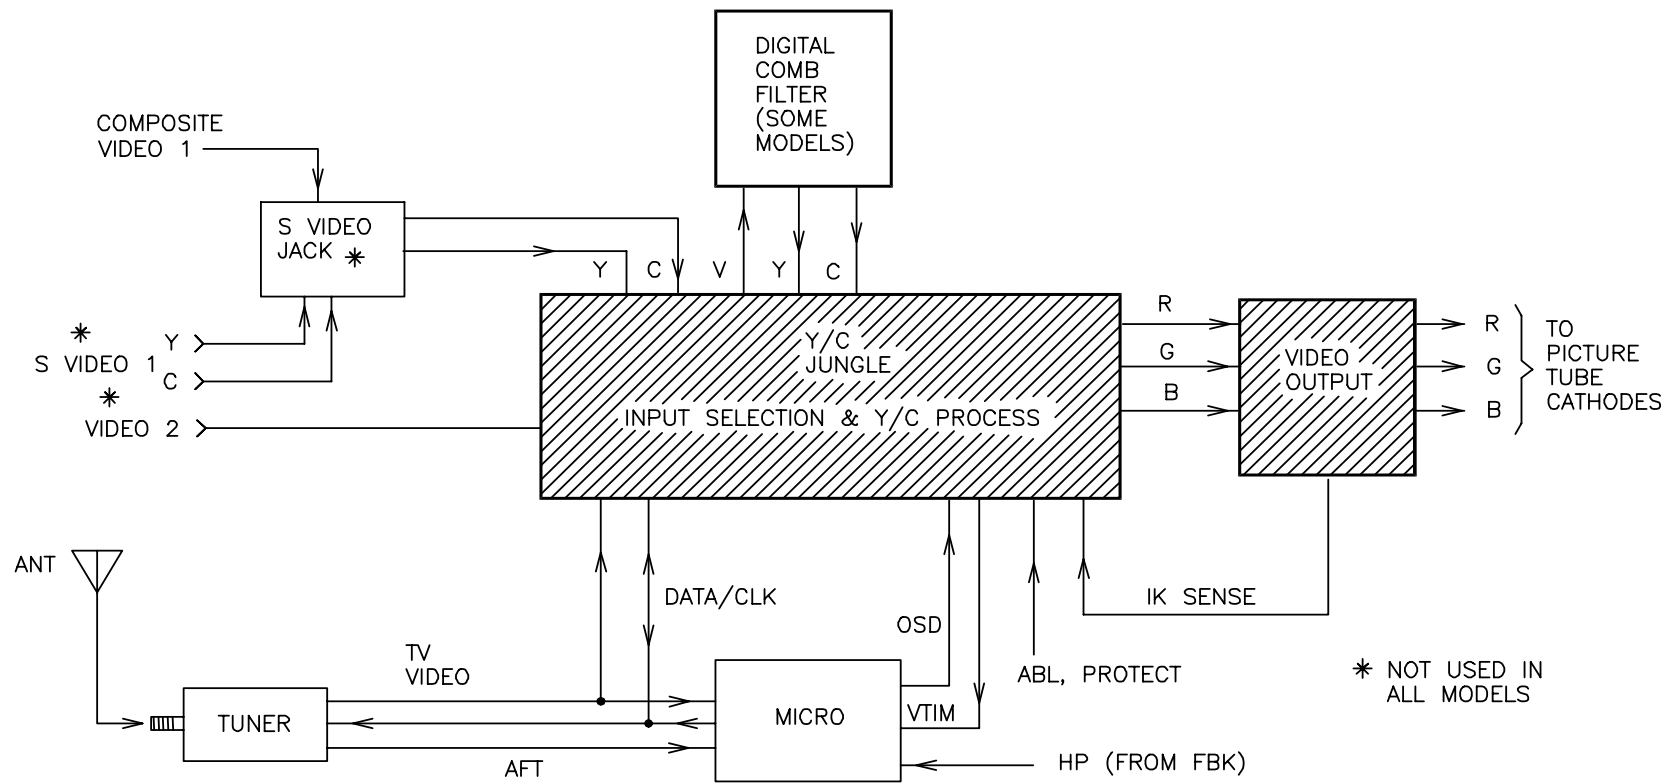 DIGITAL
COMB
FILTER
(SOME
MODELS)
COMPOSITE
VIDEO 1
S VIDEO
JACK *
Y C V Y C
*
Y
S VIDEO 1
C
*
VIDEO 2
Y/C
JUNGLE
INPUT SELECTION & Y/C PROCESS
R
G
B
VIDEO
OUTPUT
R
G
B
TO
PICTURE
TUBE
CATHODES
ANT
DATA/CLK
IK SENSE
OSD
TV
VIDEO
ABL, PROTECT
* NOT USED IN
ALL MODELS
TUNER
MICRO
VTIM
AFT
HP (FROM FBK)